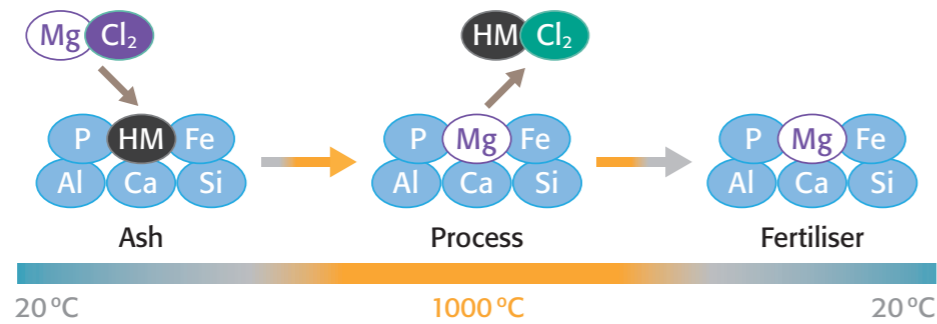 Mg Cl₂ HM Cl₂
P HM Fe P Mg Fe P Mg Fe
Al Ca Si Al Ca Si Al Ca Si
Ash Process Fertiliser
20 °C 1000 °C 20 °C